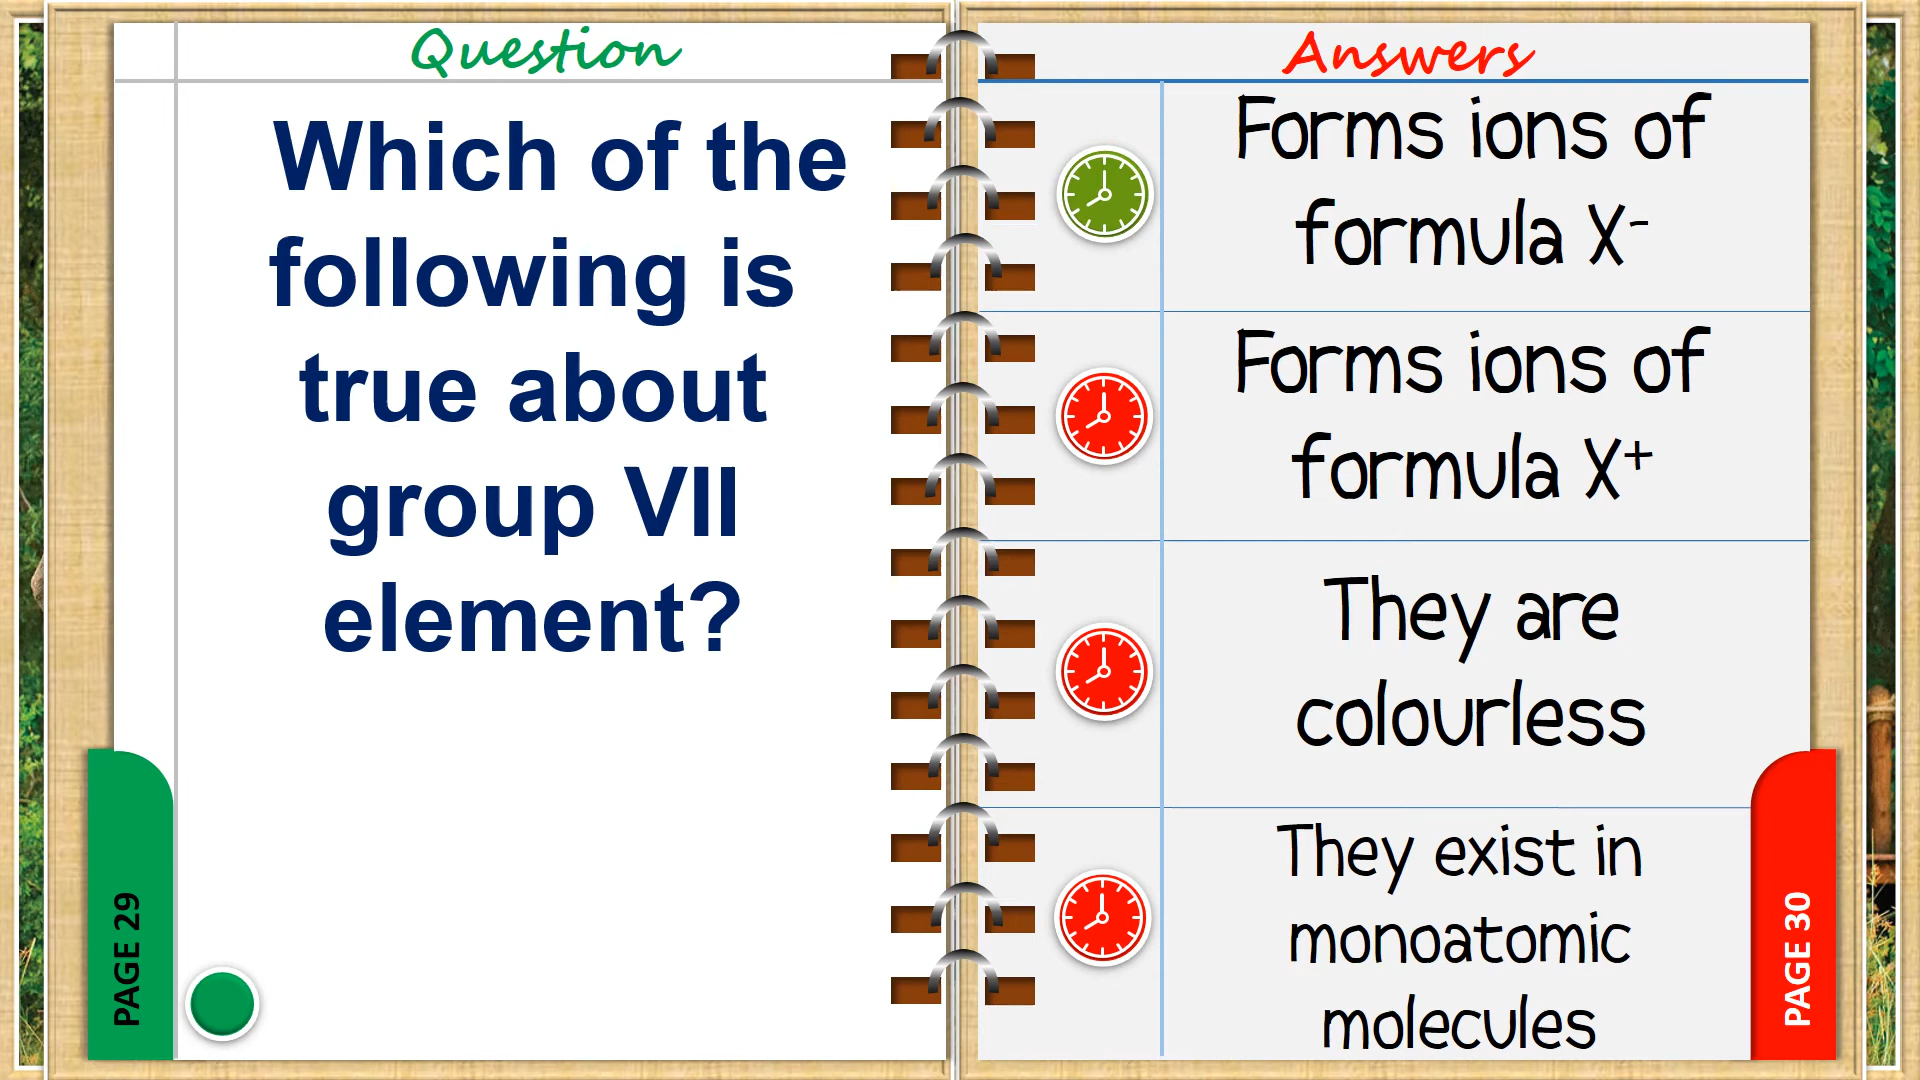 Question
Which of the
following is
true about
group VII
element?
PAGE 29
Answers
Forms ions of
formula X⁻
Forms ions of
formula X⁺
They are
colourless
They exist in
monoatomic
molecules
PAGE 30